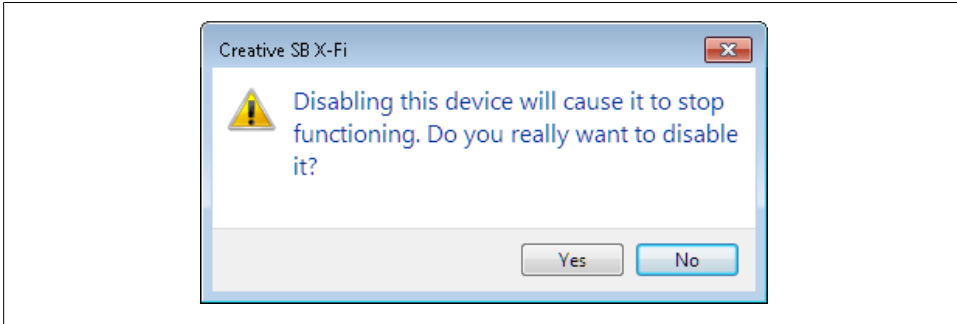 Creative SB X-Fi
Disabling this device will cause it to stop
functioning. Do you really want to disable
it?
Yes
No